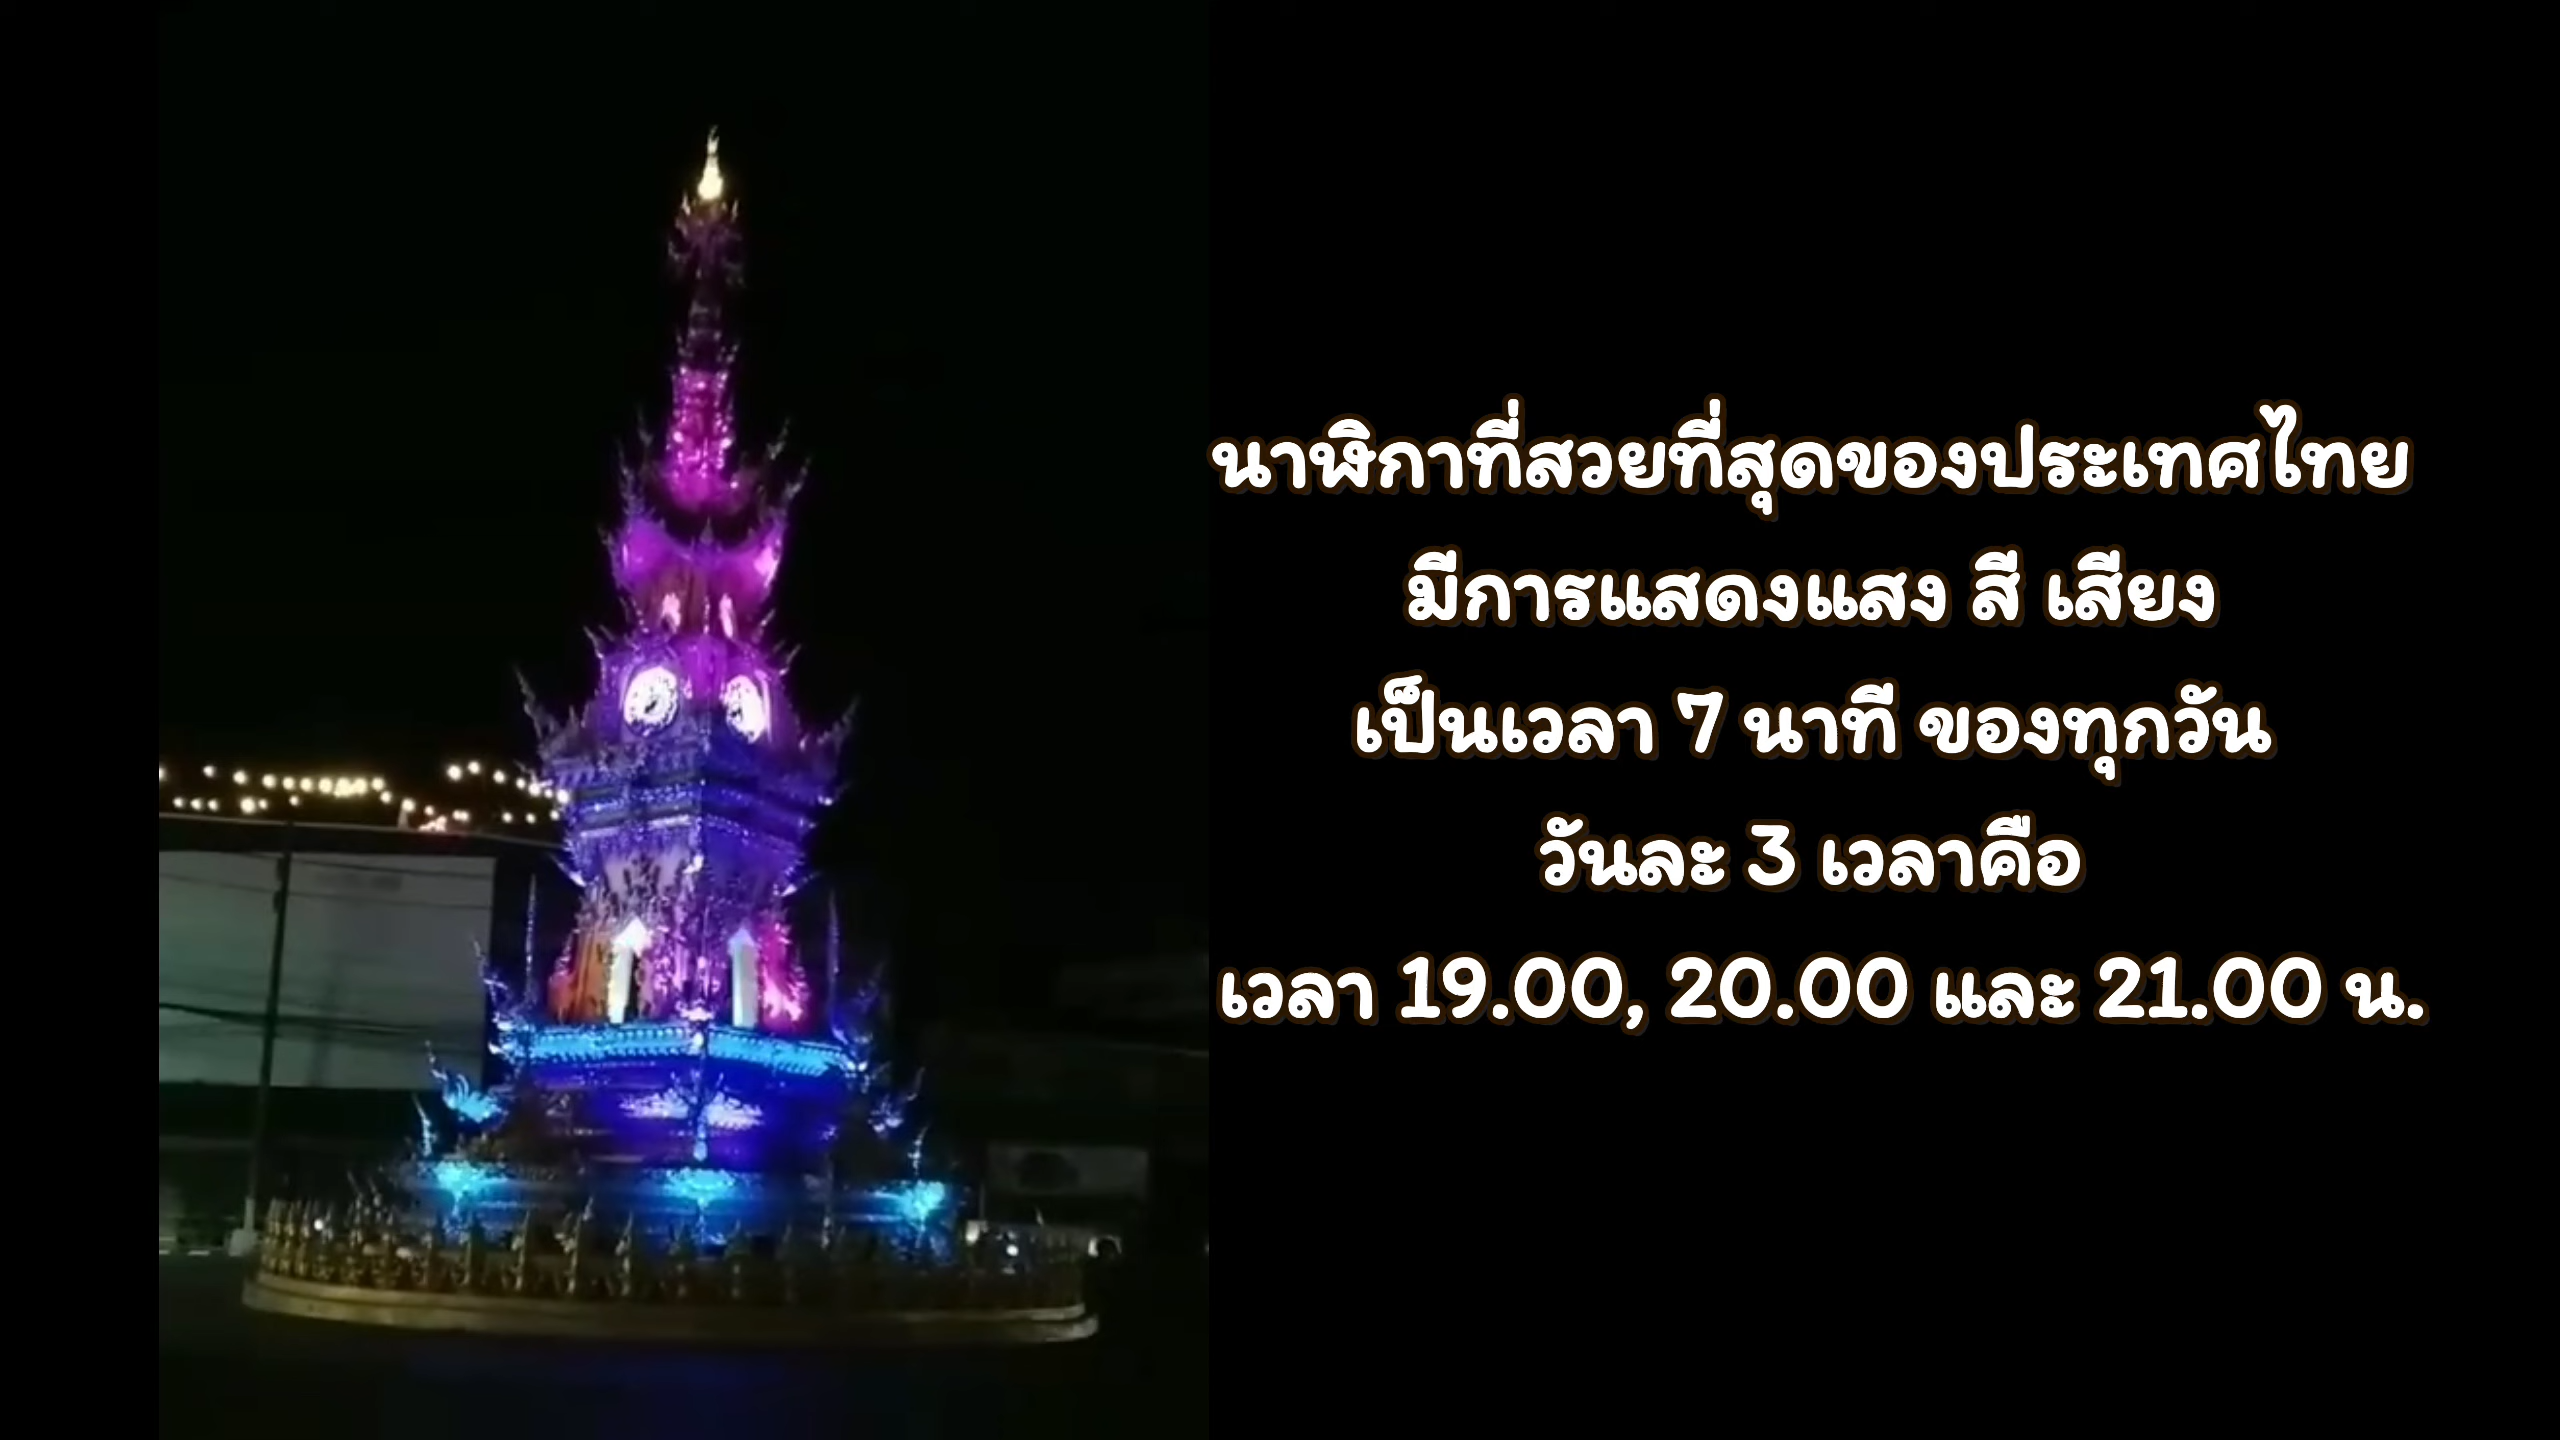 นาฬิกาที่สวยที่สุดของประเทศไทย
มีการแสดงแสง สี เสียง
เป็นเวลา 7 นาที ของทุกวัน
วันละ 3 เวลาคือ
เวลา 19.00, 20.00 และ 21.00 น.